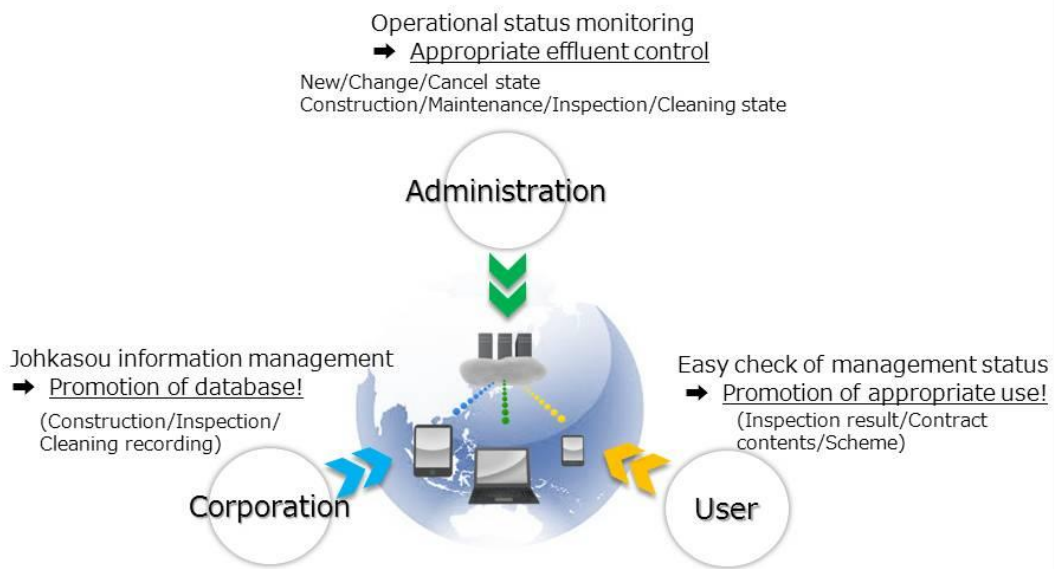 Operational status monitoring
➡ Appropriate effluent control
New/Change/Cancel state
Construction/Maintenance/Inspection/Cleaning state
Administration
Johkasou information management
➡ Promotion of database!
(Construction/Inspection/
Cleaning recording)
Corporation
Easy check of management status
➡ Promotion of appropriate use!
(Inspection result/Contract
contents/Scheme)
User